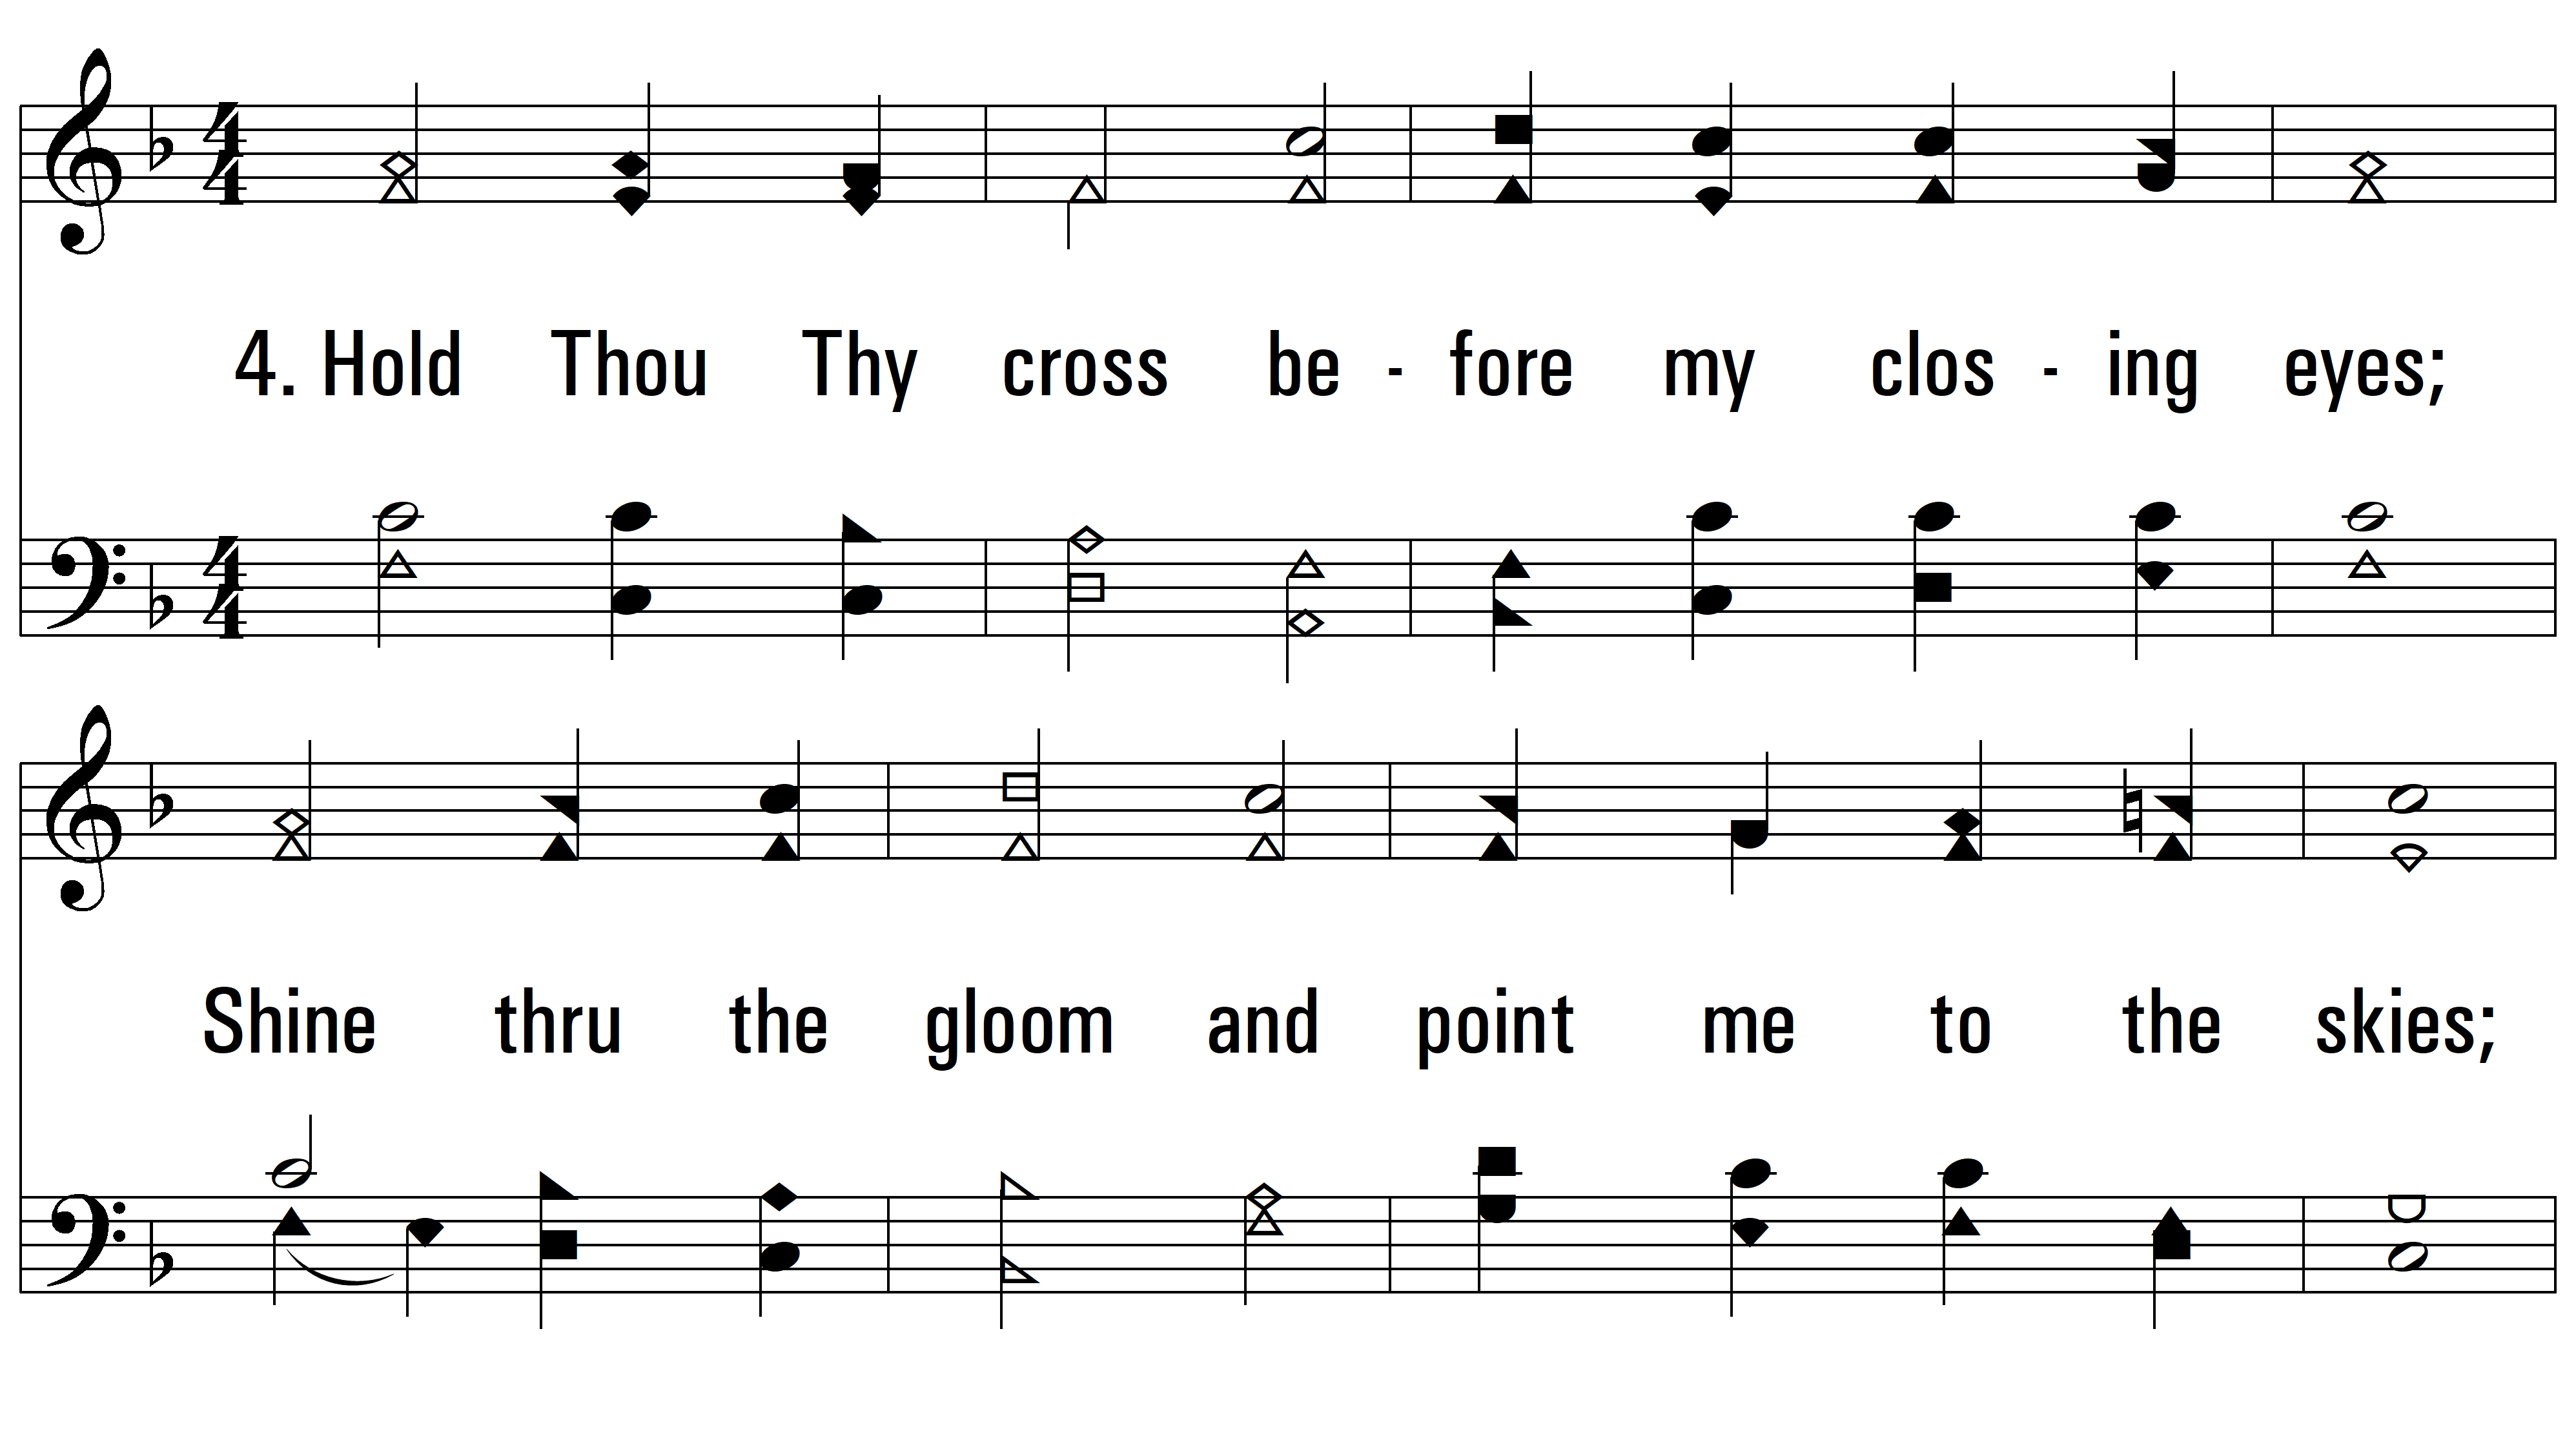 4. Hold Thou Thy cross be - fore my clos - ing eyes;
Shine thru the gloom and point me to the skies;